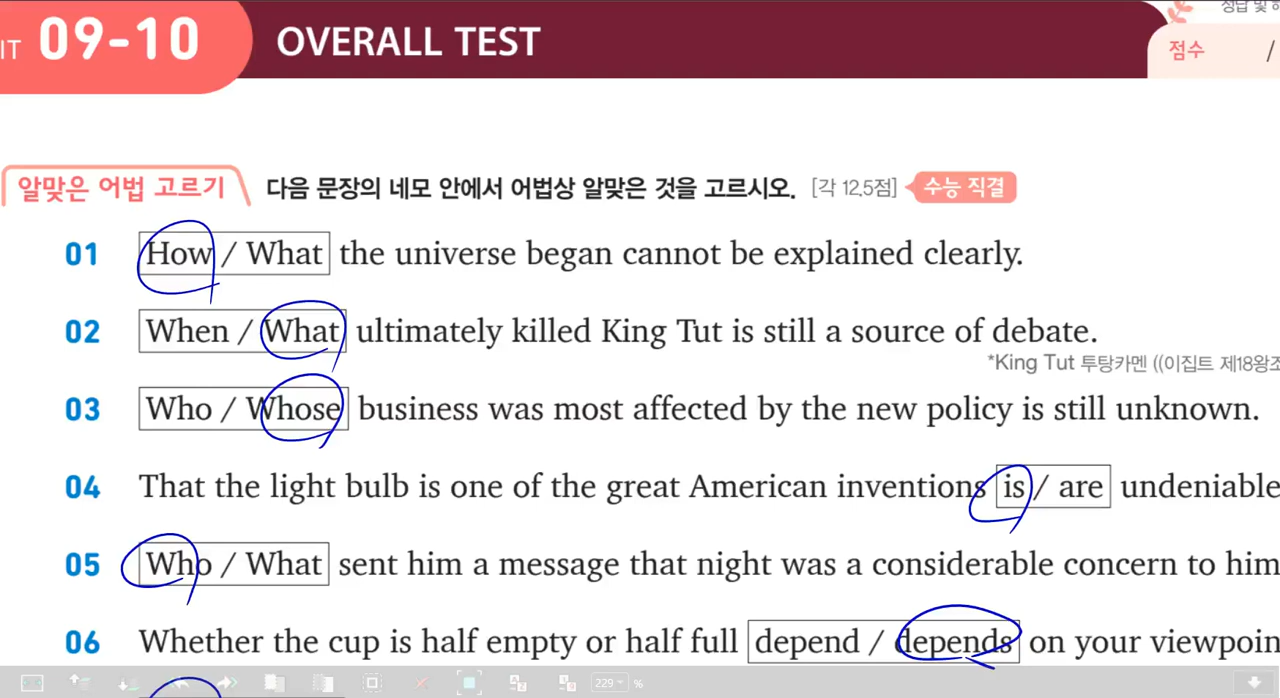 IT 09-10 OVERALL TEST
정답 및
점수 /
알맞은 어법 고르기 다음 문장의 네모 안에서 어법상 알맞은 것을 고르시오. [각 12.5점] 수능 직결
01 How / What the universe began cannot be explained clearly.
02 When / What ultimately killed King Tut is still a source of debate.
*King Tut 투탕카멘 ((이집트 제18왕조
03 Who / Whose business was most affected by the new policy is still unknown.
04 That the light bulb is one of the great American inventions is / are undeniable
05 Who / What sent him a message that night was a considerable concern to him
06 Whether the cup is half empty or half full depend / depends on your viewpoin
229 %